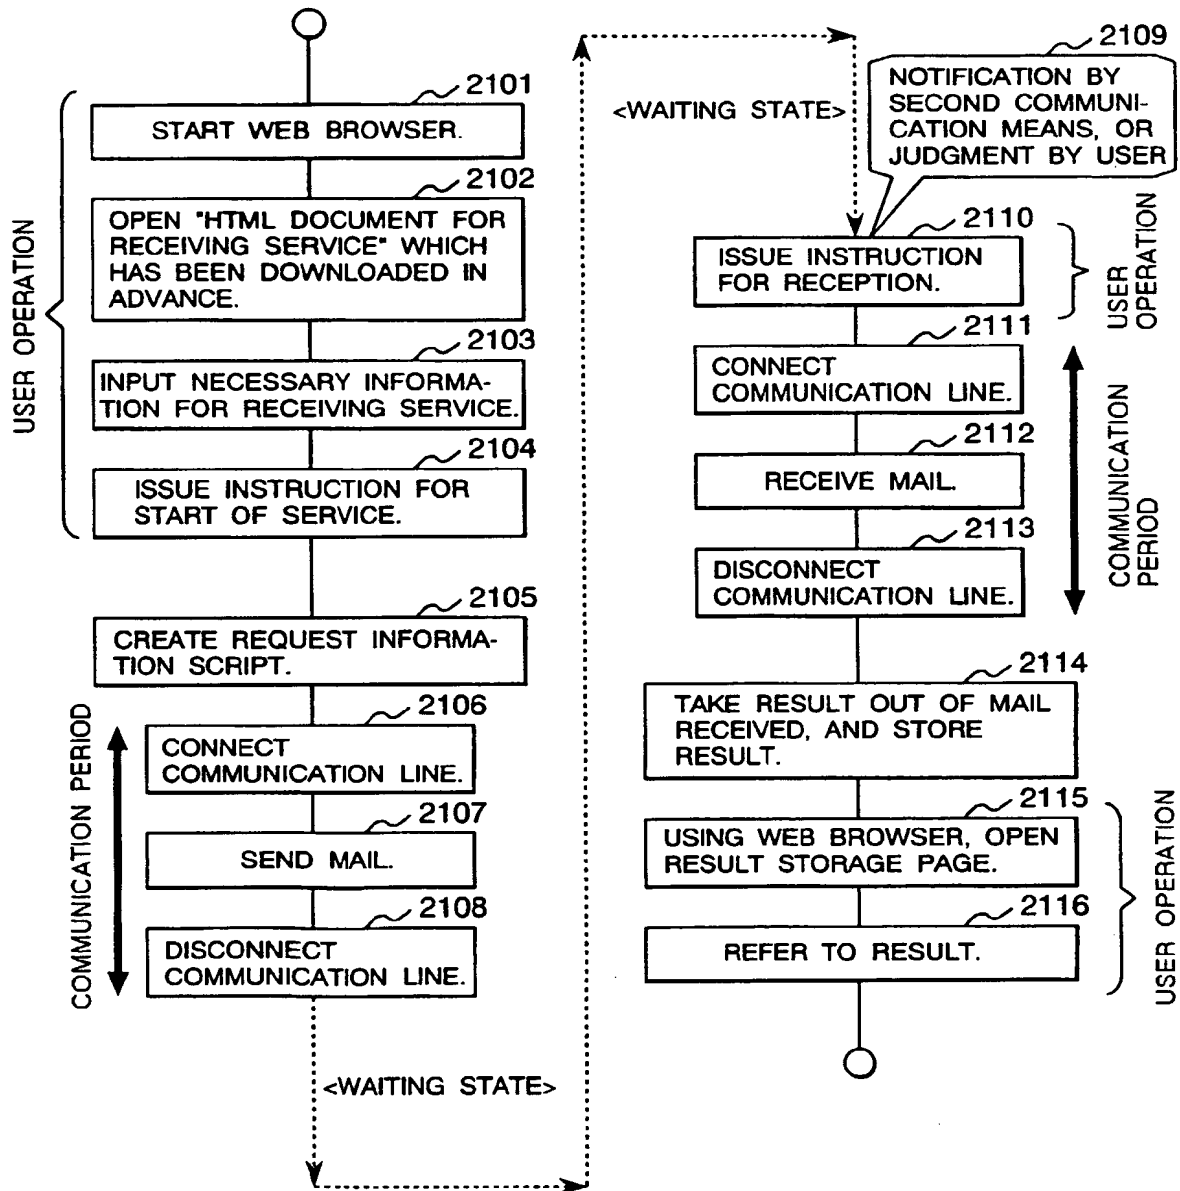 2101
START WEB BROWSER.
2102
OPEN "HTML DOCUMENT FOR
RECEIVING SERVICE" WHICH
HAS BEEN DOWNLOADED IN
ADVANCE.
2103
INPUT NECESSARY INFORMA-
TION FOR RECEIVING SERVICE.
2104
ISSUE INSTRUCTION FOR
START OF SERVICE.
USER OPERATION
2105
CREATE REQUEST INFORMA-
TION SCRIPT.
2106
CONNECT
COMMUNICATION LINE.
2107
SEND MAIL.
2108
DISCONNECT
COMMUNICATION LINE.
COMMUNICATION PERIOD
<WAITING STATE>
<WAITING STATE>
2109
NOTIFICATION BY
SECOND COMMUNI-
CATION MEANS, OR
JUDGMENT BY USER
2110
ISSUE INSTRUCTION
FOR RECEPTION.
USER
OPERATION
2111
CONNECT
COMMUNICATION LINE.
2112
RECEIVE MAIL.
2113
DISCONNECT
COMMUNICATION LINE.
COMMUNICATION
PERIOD
2114
TAKE RESULT OUT OF MAIL
RECEIVED, AND STORE
RESULT.
2115
USING WEB BROWSER, OPEN
RESULT STORAGE PAGE.
2116
REFER TO RESULT.
USER OPERATION